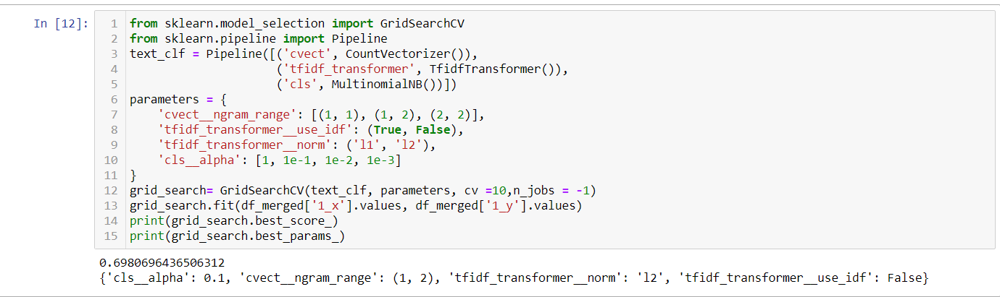 In [12]:
1 from sklearn.model_selection import GridSearchCV
2 from sklearn.pipeline import Pipeline
3 text_clf = Pipeline([('cvect', CountVectorizer()),
4                      ('tfidf_transformer', TfidfTransformer()),
5                      ('cls', MultinomialNB())])
6 parameters = {
7     'cvect__ngram_range': [(1, 1), (1, 2), (2, 2)],
8     'tfidf_transformer__use_idf': (True, False),
9     'tfidf_transformer__norm': ('l1', 'l2'),
10     'cls__alpha': [1, 1e-1, 1e-2, 1e-3]
11 }
12 grid_search= GridSearchCV(text_clf, parameters, cv =10,n_jobs = -1)
13 grid_search.fit(df_merged['1_x'].values, df_merged['1_y'].values)
14 print(grid_search.best_score_)
15 print(grid_search.best_params_)
0.6980696436506312
{'cls__alpha': 0.1, 'cvect__ngram_range': (1, 2), 'tfidf_transformer__norm': 'l2', 'tfidf_transformer__use_idf': False}